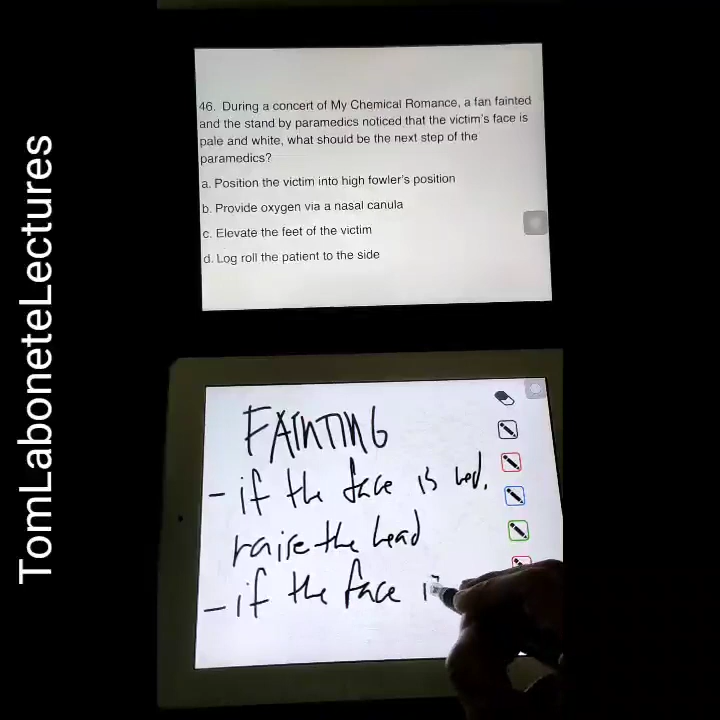 TomLaboneteLectures
46. During a concert of My Chemical Romance, a fan fainted
and the stand by paramedics noticed that the victim's face is
pale and white, what should be the next step of the
paramedics?
a. Position the victim into high fowler's position
b. Provide oxygen via a nasal canula
c. Elevate the feet of the victim
d. Log roll the patient to the side
FAINTING
- if the face is red,
raise the head
- if the face i